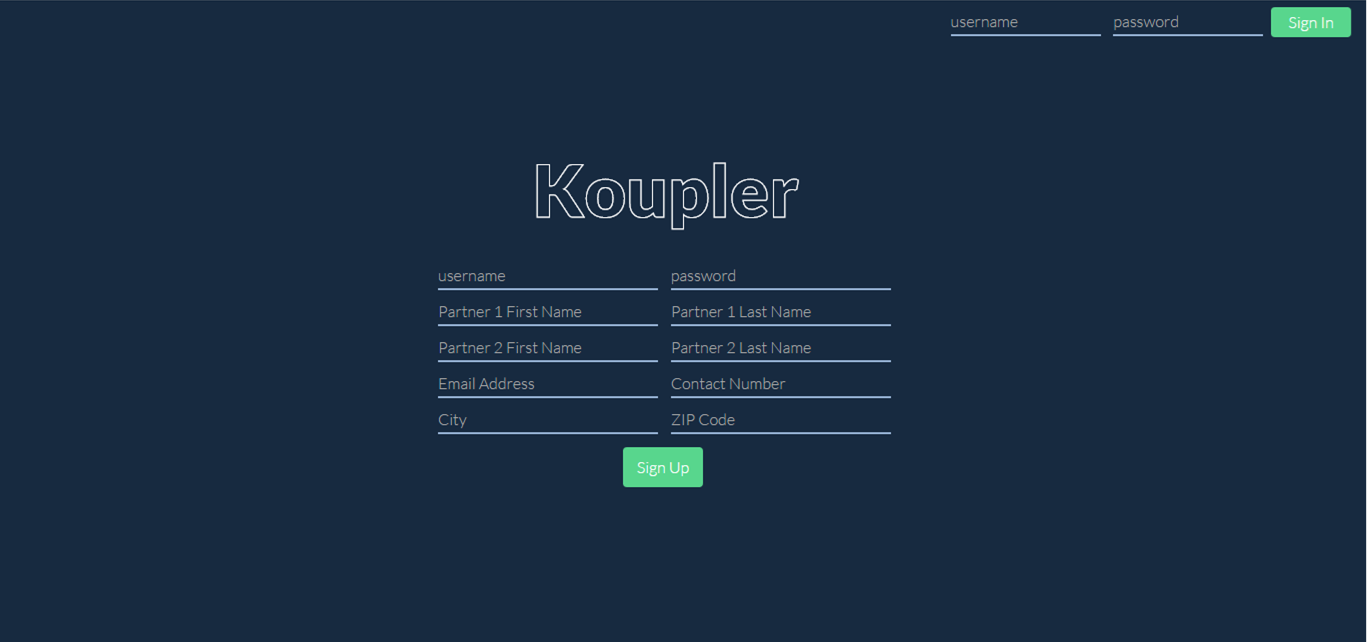 username password Sign In
Koupler
username password
Partner 1 First Name Partner 1 Last Name
Partner 2 First Name Partner 2 Last Name
Email Address Contact Number
City ZIP Code
Sign Up